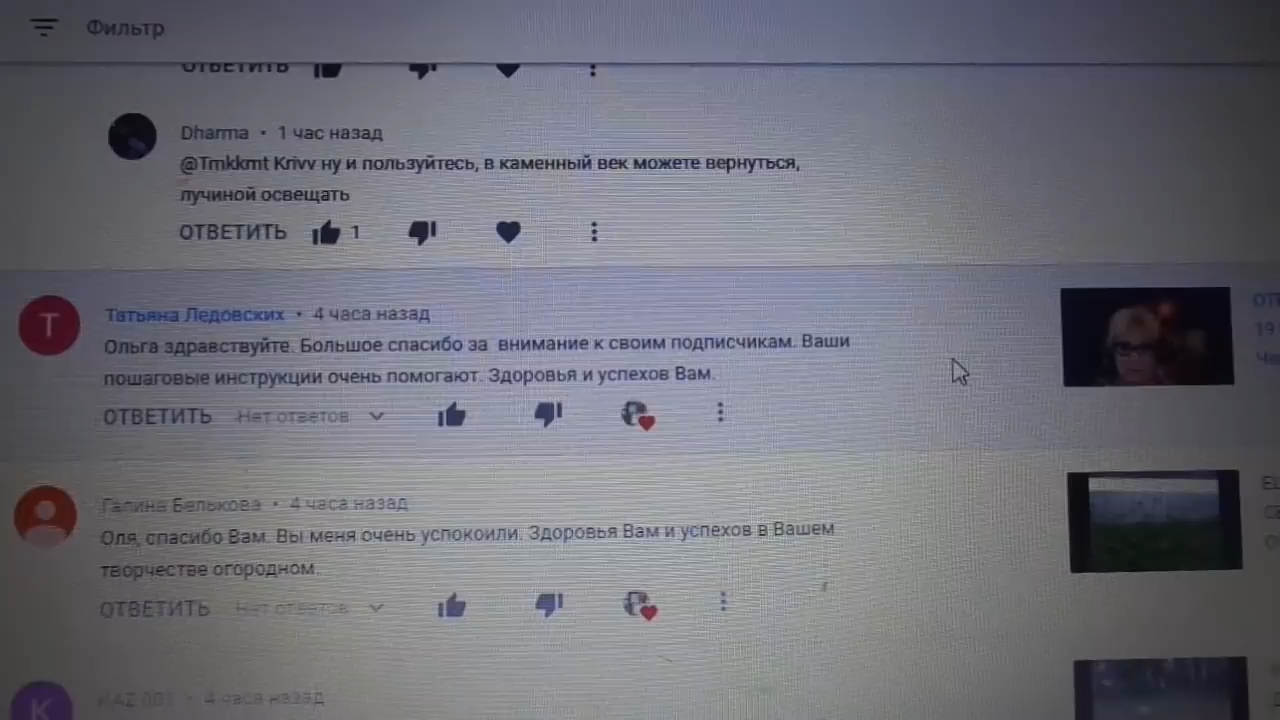 Фильтр
ОТВЕТИТЬ
Dharma • 1 час назад
@Tmkkmt Krivv ну и пользуйтесь, в каменный век можете вернуться,
лучиной освещать
ОТВЕТИТЬ 1
Татьяна Ледовских • 4 часа назад
Ольга здравствуйте. Большое спасибо за внимание к своим подписчикам. Ваши
пошаговые инструкции очень помогают. Здоровья и успехов Вам.
ОТВЕТИТЬ Нет ответов
Т
Галина Белькова • 4 часа назад
Оля, спасибо Вам. Вы меня очень успокоили. Здоровья Вам и успехов в Вашем
творчестве огородном.
ОТВЕТИТЬ Нет ответов
K
4 часа назад
19